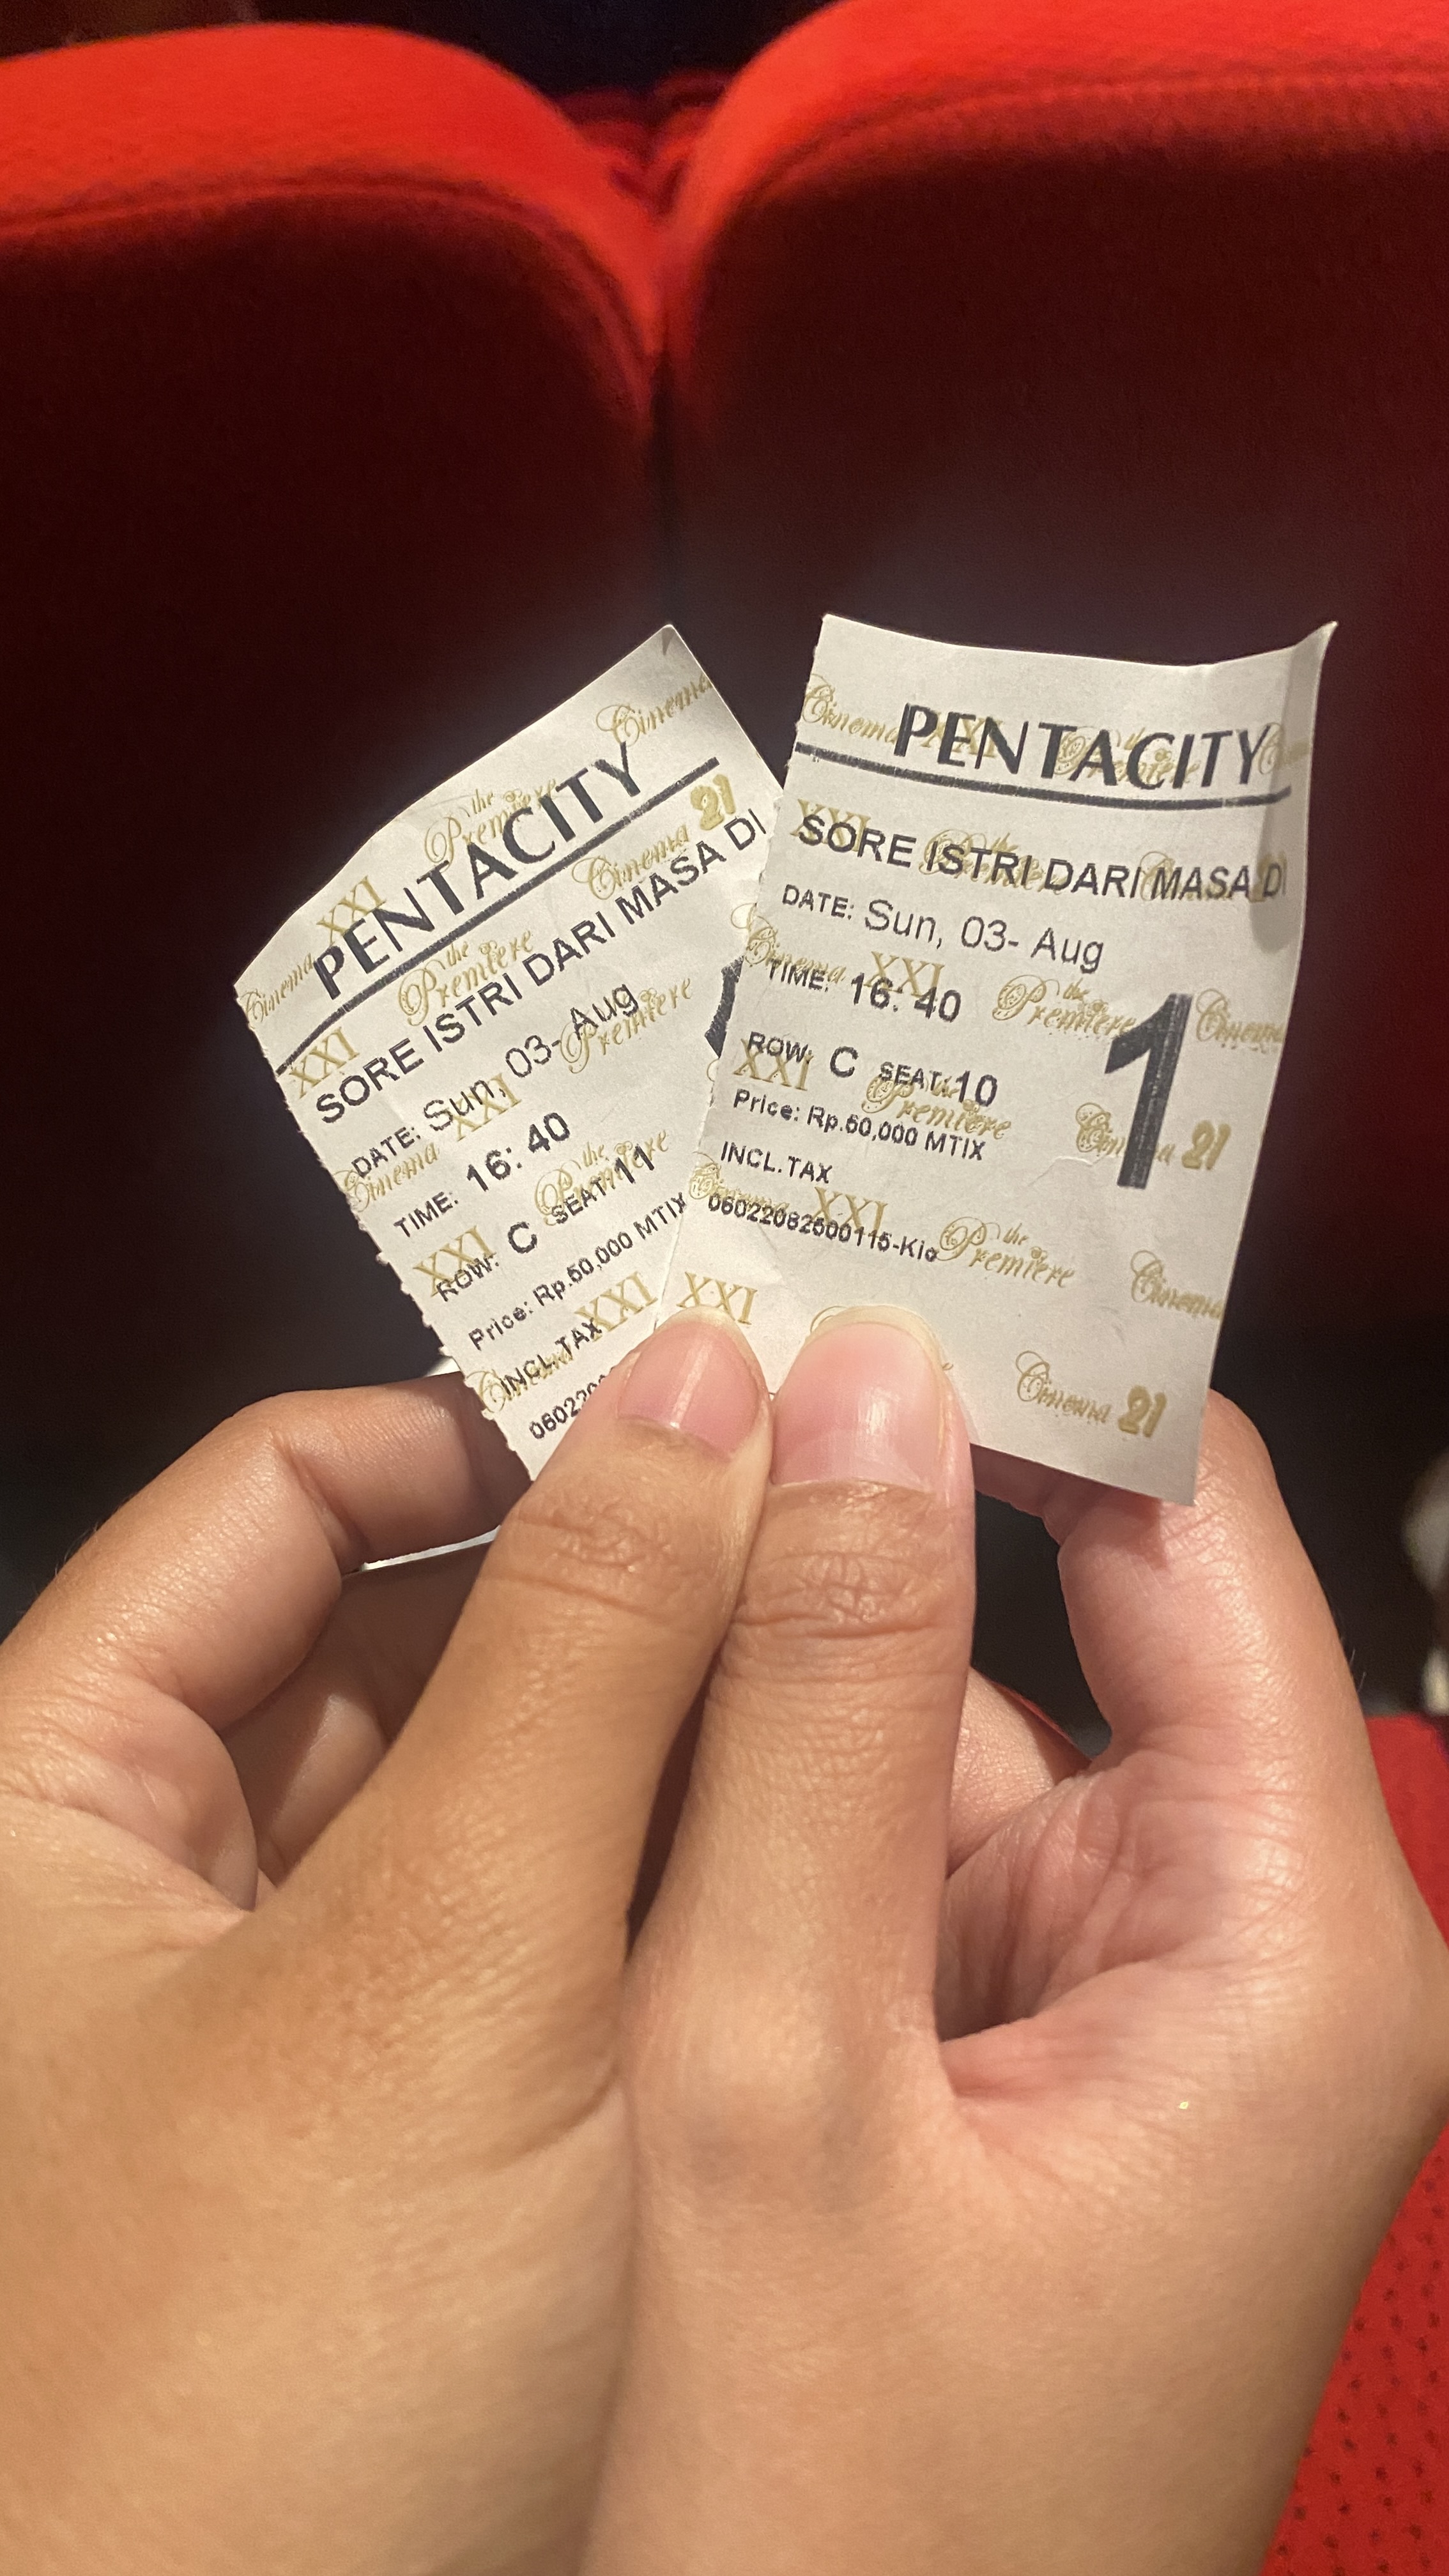 PENTACITY
SORE ISTRI DARI MASA DI
DATE: Sun, 03- Aug
TIME: 16: 40
ROW: C SEAT:11
Price: Rp.50,000 MTIX
INCL.TAX
PENTACITY
SORE ISTRI DARI MASA DI
DATE: Sun, 03- Aug
TIME: 16: 40
1
ROW: C SEAT:10
Price: Rp.50,000 MTIX
INCL.TAX
06022082500115-Kio
Cinema XXI
the Premiere
Cinema 21